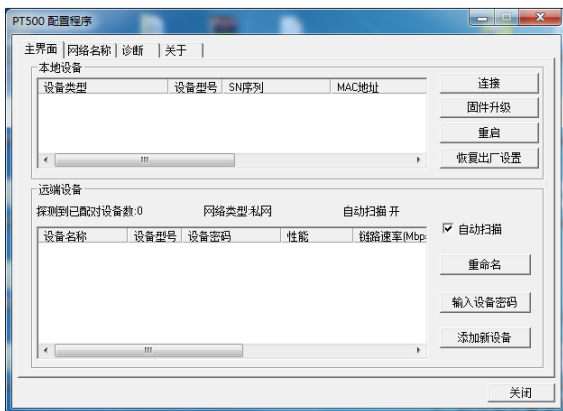 PT500 配置程序
主界面 网络名称 诊断 关于
本地设备
设备类型 设备型号 SN序列 MAC地址
连接
固件升级
重启
恢复出厂设置
远端设备
探测到已配对设备数:0 网络类型:私网 自动扫描 开
自动扫描
设备名称 设备型号 设备密码 性能 链路速率(Mbp
重命名
输入设备密码
添加新设备
关闭